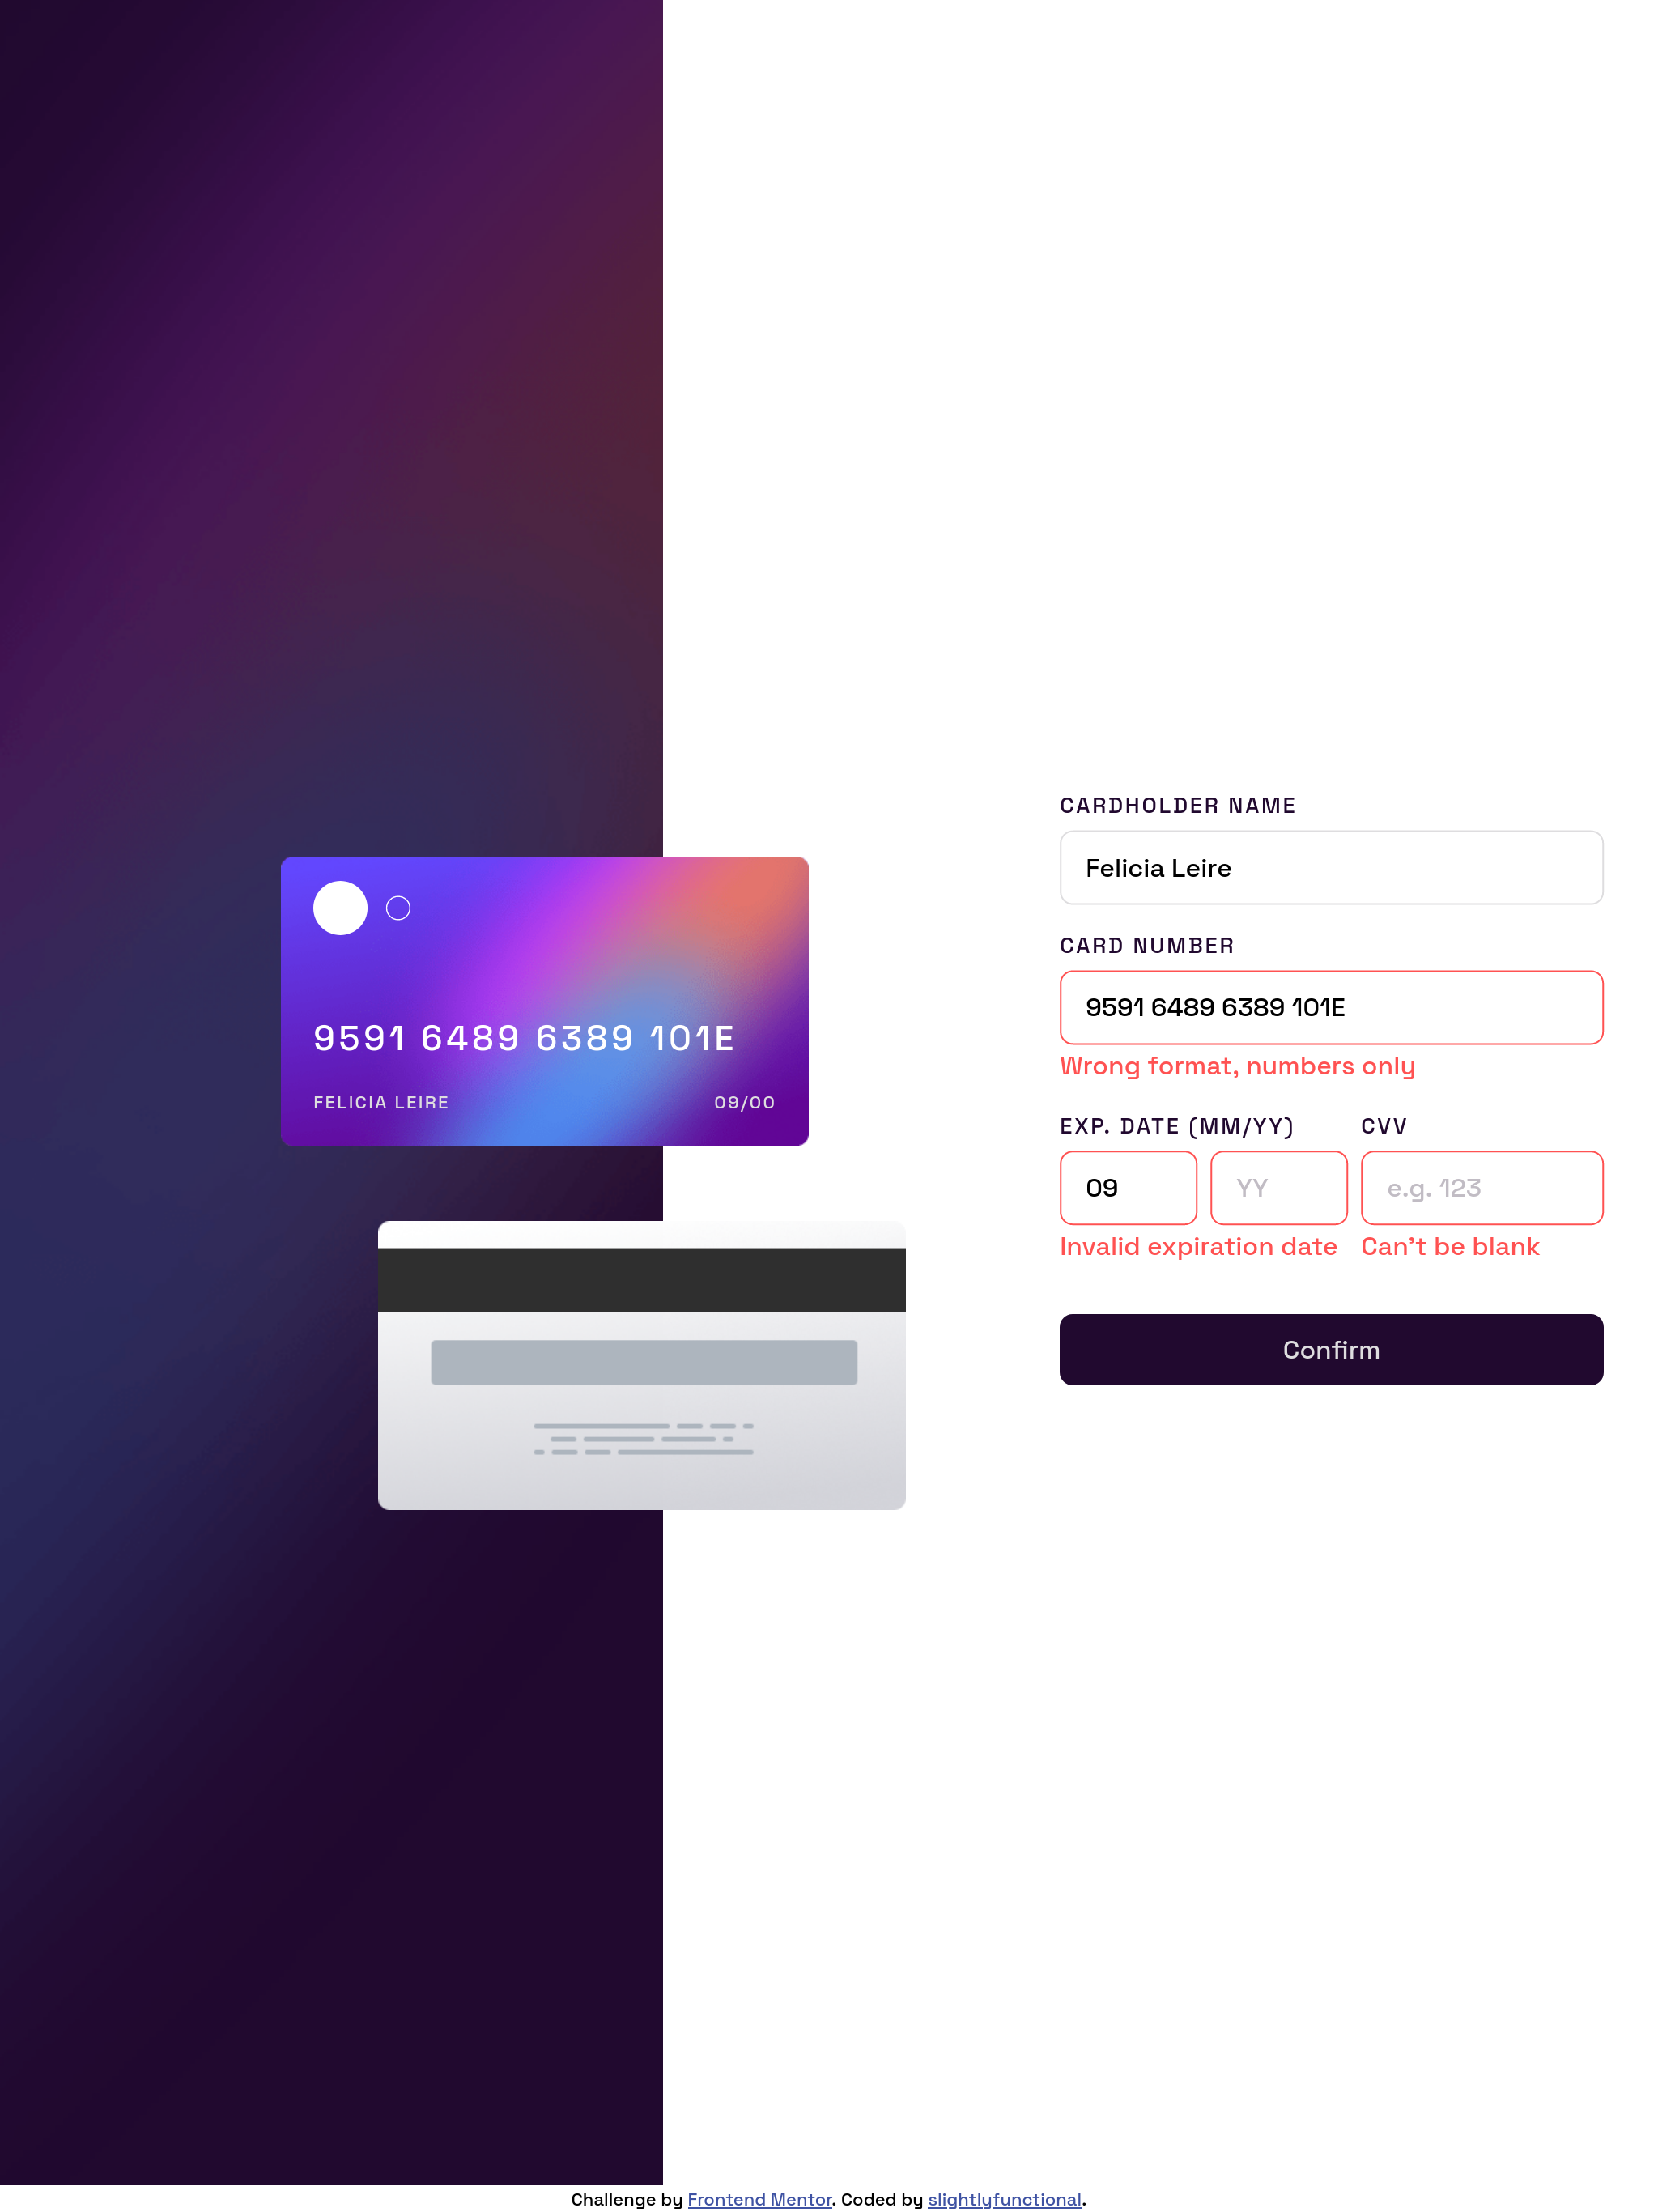 CARDHOLDER NAME
Felicia Leire
CARD NUMBER
9591 6489 6389 101E
Wrong format, numbers only
EXP. DATE (MM/YY) CVV
09 YY e.g. 123
Invalid expiration date Can't be blank
Confirm
9591 6489 6389 101E
FELICIA LEIRE 09/00
Challenge by Frontend Mentor. Coded by slightlyfunctional.